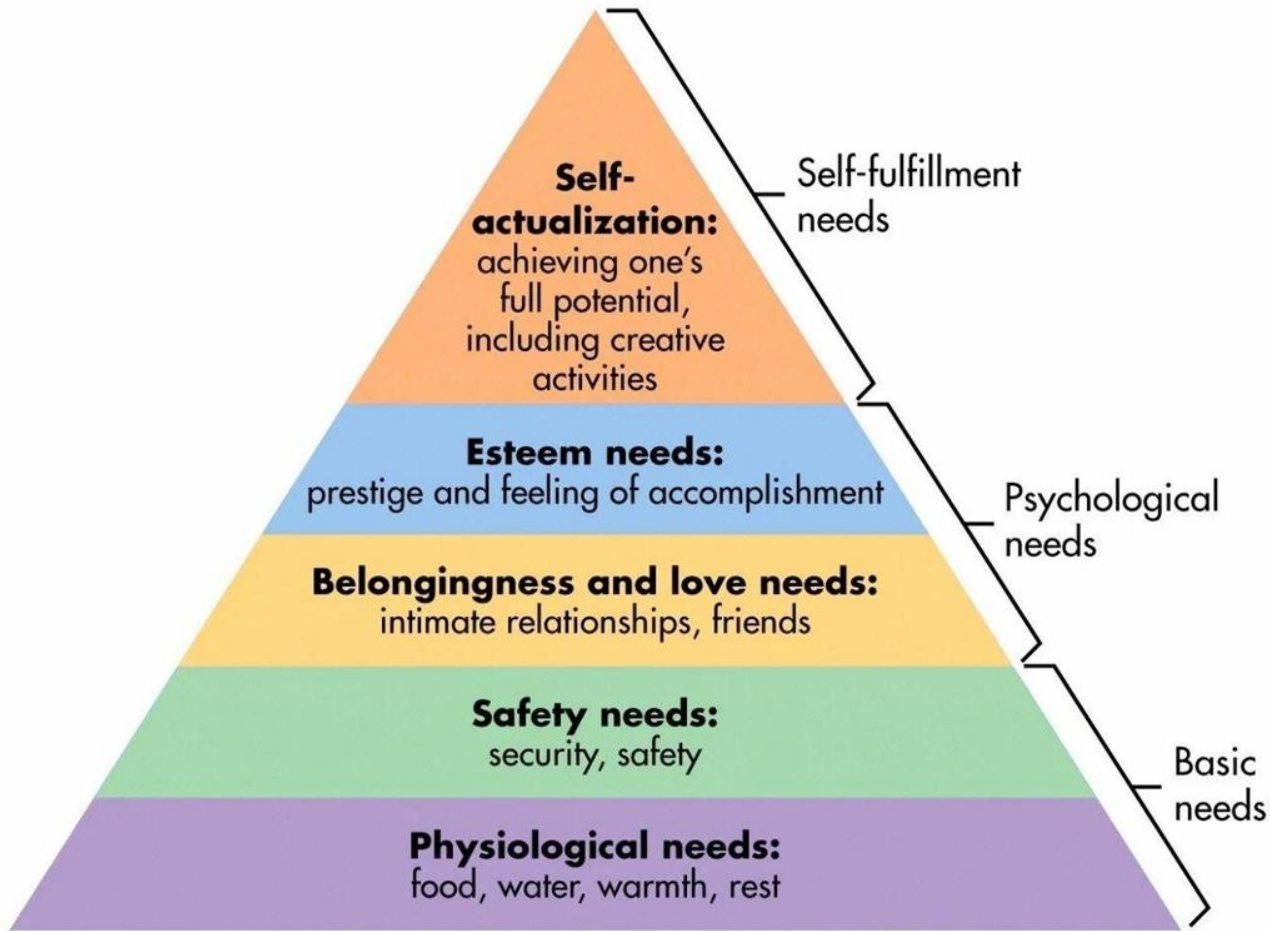 Self-
actualization:
achieving one's
full potential,
including creative
activities
Self-fulfillment
needs
Esteem needs:
prestige and feeling of accomplishment
Psychological
needs
Belongingness and love needs:
intimate relationships, friends
Safety needs:
security, safety
Basic
needs
Physiological needs:
food, water, warmth, rest